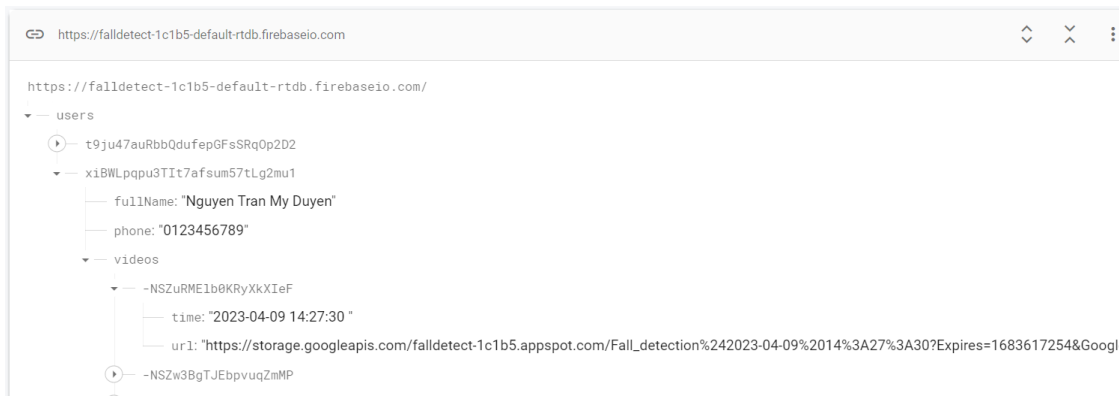 https://falldetect-1c1b5-default-rtdb.firebaseio.com
https://falldetect-1c1b5-default-rtdb.firebaseio.com/
users
t9ju47auRbbQdufepGFsSRqOp2D2
xiBWLpqpu3TIt7afsum57tLg2mu1
fullName: "Nguyen Tran My Duyen"
phone: "0123456789"
videos
-NSZuRMElb0KRyXkXIeF
time: "2023-04-09 14:27:30 "
url: "https://storage.googleapis.com/falldetect-1c1b5.appspot.com/Fall_detection%242023-04-09%2014%3A27%3A30?Expires=1683617254&Googl
-NSZw3BgTJEbpvuqZmMP